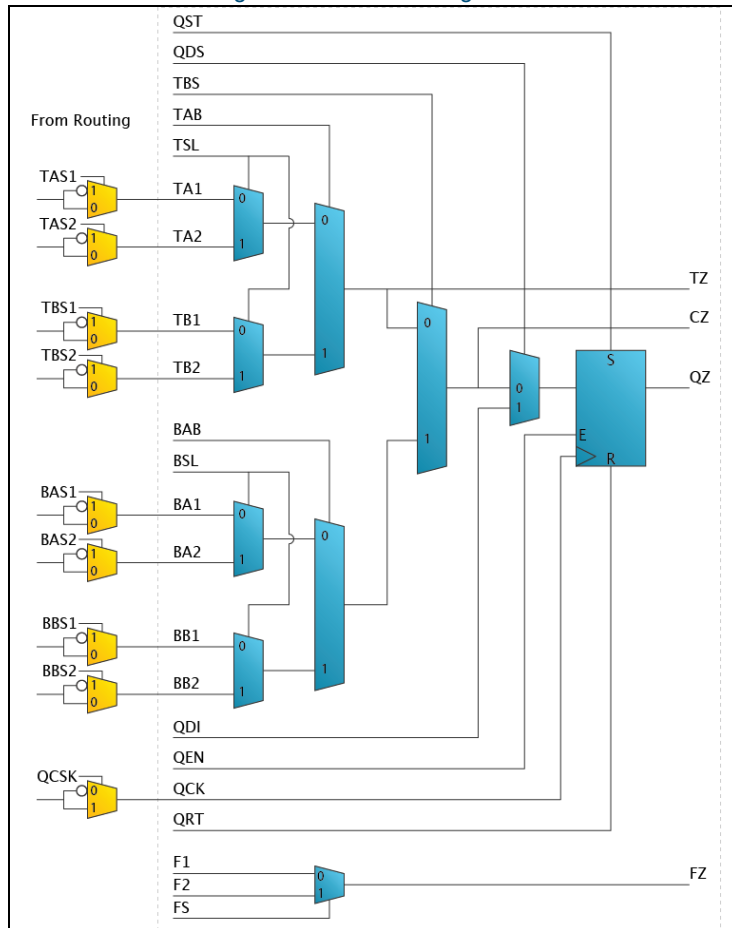 QST
QDS
TBS
From Routing
TAB
TSL
TAS1
1
0
TA1
0
TAS2
1
0
TA2
1
0
TZ
TBS1
1
0
TB1
0
0
CZ
TBS2
1
0
TB2
1
1
0
S
QZ
1
BAB
1
E
BSL
R
BAS1
1
0
BA1
0
BAS2
1
0
BA2
1
0
BBS1
1
0
BB1
0
BBS2
1
0
BB2
1
1
QDI
QEN
QCSK
0
1
QCK
QRT
F1
0
FZ
F2
1
FS